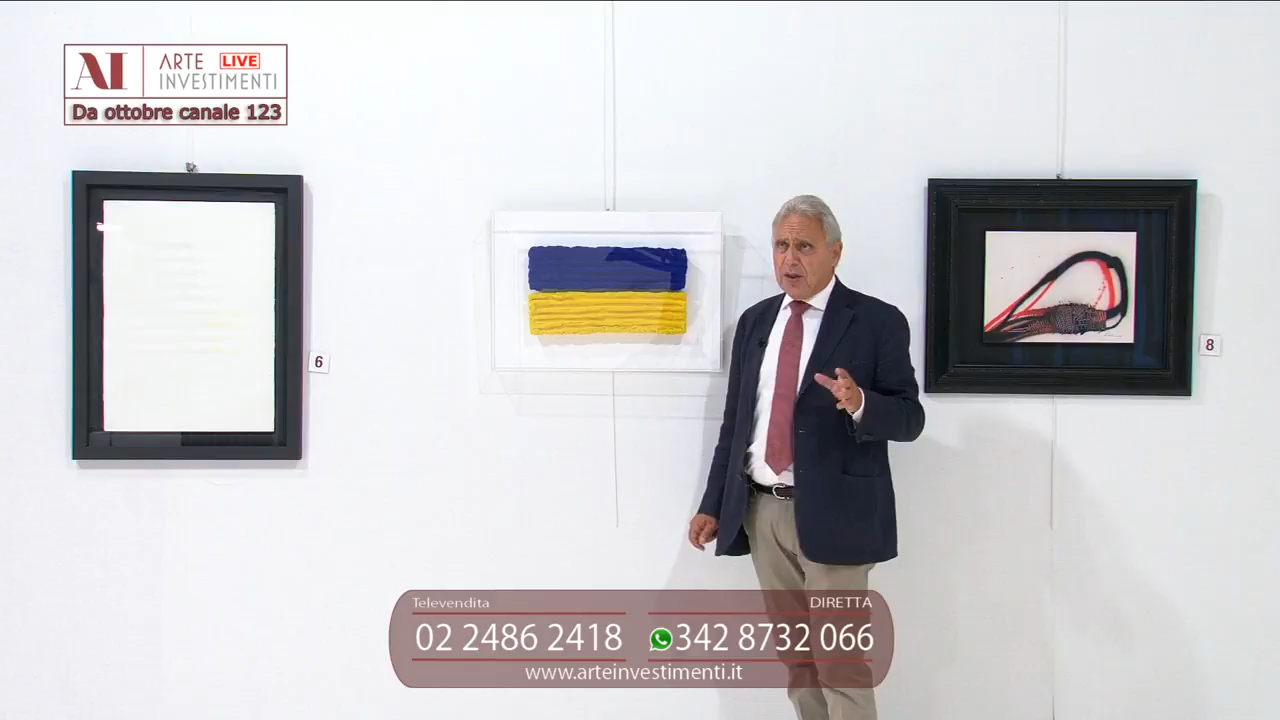 AI ARTE LIVE
INVESTIMENTI
Da ottobre canale 123
6
8
Televendita DIRETTA
02 2486 2418 342 8732 066
www.arteinvestimenti.it